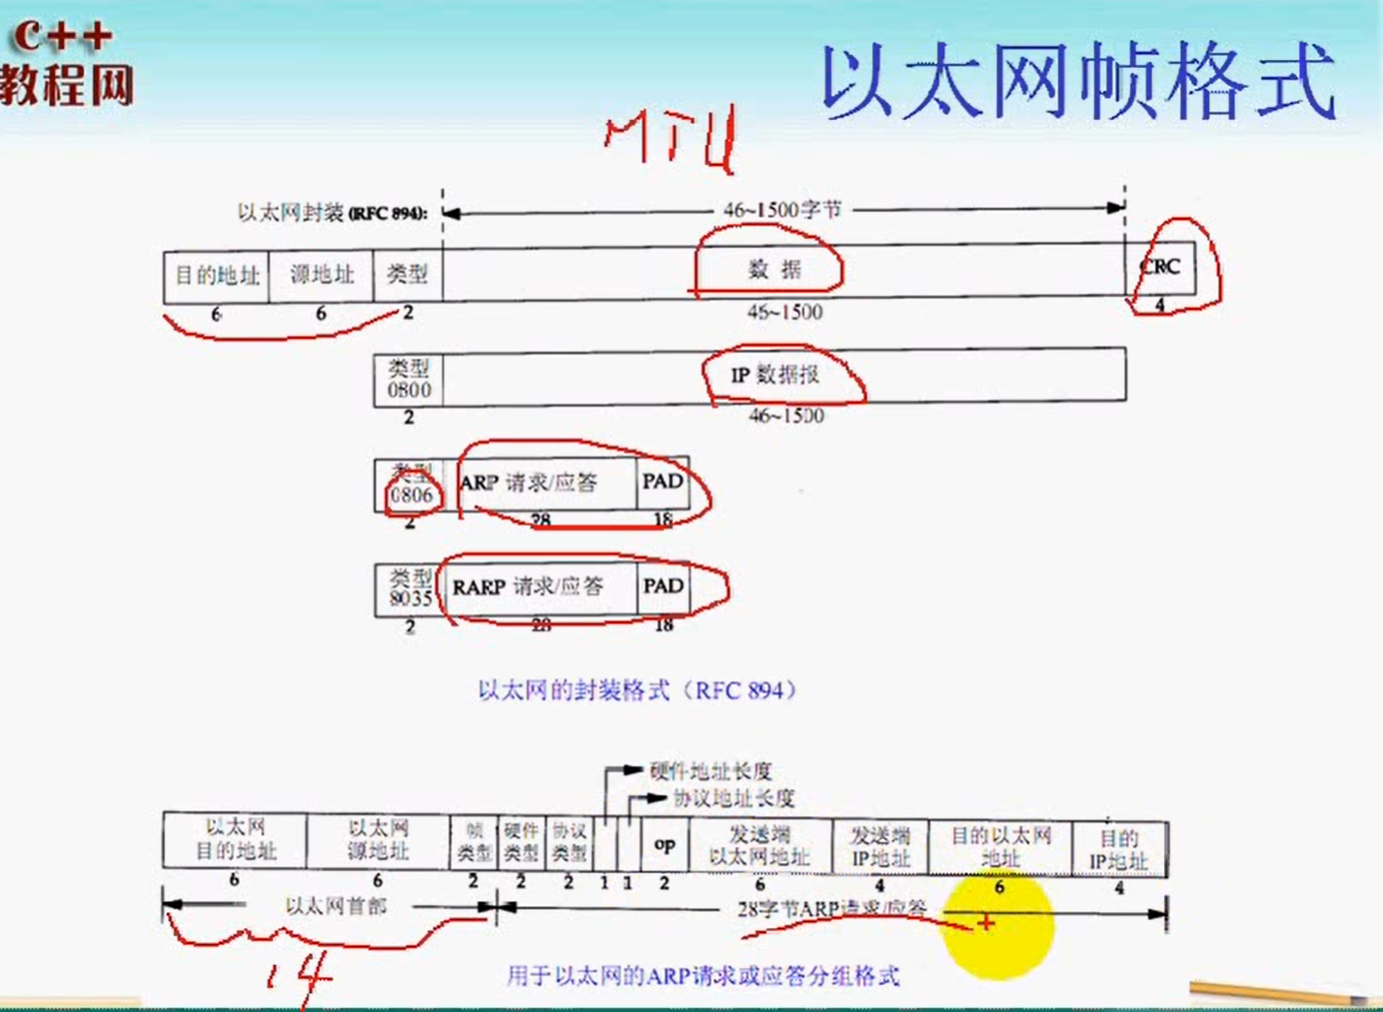 C++
教程网
以太网帧格式
MTU
以太网封装(RFC 894): 46~1500字节
目的地址 源地址 类型 数 据 CRC
6 6 2 46~1500 4
类型
0800 IP 数据报
2 46~1500
类型
0806 ARP 请求/应答 PAD
2 28 18
类型
8035 RARP 请求/应答 PAD
2 28 18
以太网的封装格式（RFC 894）
硬件地址长度
协议地址长度
以太网 以太网 帧 硬件 协议 op 发送端 发送端 目的以太网 目的
目的地址 源地址 类型 类型 类型 以太网地址 IP地址 地址 IP地址
6 6 2 2 2 1 1 2 6 4 6 4
以太网首部 28字节ARP请求/应答
14
用于以太网的ARP请求或应答分组格式